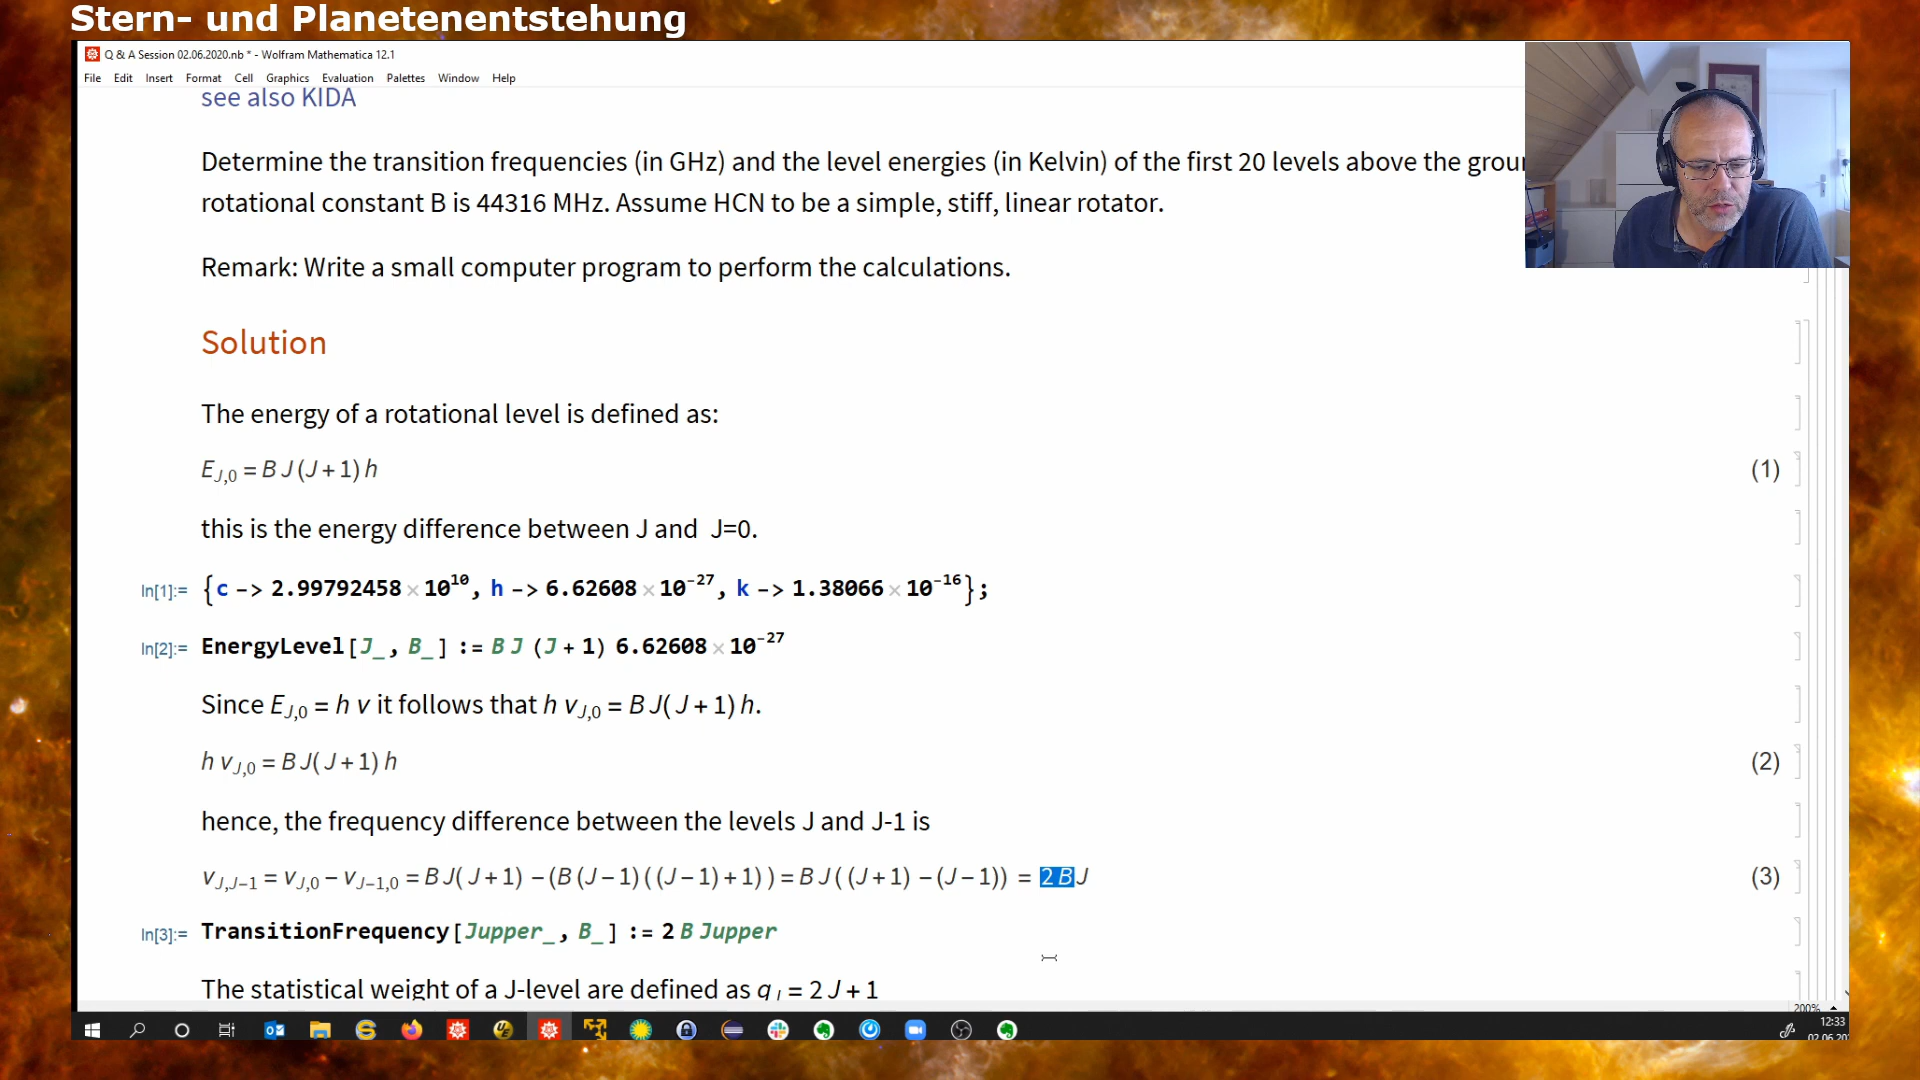 Stern- und Planetenentstehung
Q & A Session 02.06.2020.nb * - Wolfram Mathematica 12.1
File Edit Insert Format Cell Graphics Evaluation Palettes Window Help
see also KIDA
Determine the transition frequencies (in GHz) and the level energies (in Kelvin) of the first 20 levels above the grou
rotational constant B is 44316 MHz. Assume HCN to be a simple, stiff, linear rotator.
Remark: Write a small computer program to perform the calculations.
Solution
The energy of a rotational level is defined as:
E_{J,0} = B J (J + 1) h (1)
this is the energy difference between J and J=0.
In[1]:= {c -> 2.99792458 × 10^{10}, h -> 6.62608 × 10^{-27}, k -> 1.38066 × 10^{-16}};
In[2]:= EnergyLevel[J_, B_] := B J (J + 1) 6.62608 × 10^{-27}
Since E_{J,0} = h ν it follows that h ν_{J,0} = B J( J + 1) h.
h ν_{J,0} = B J( J + 1) h (2)
hence, the frequency difference between the levels J and J-1 is
ν_{J,J−1} = ν_{J,0} − ν_{J−1,0} = B J( J + 1) − (B (J − 1) ( (J − 1) + 1) ) = B J ( (J + 1) − (J − 1)) = 2 B J (3)
In[3]:= TransitionFrequency[Jupper_, B_] := 2 B Jupper
The statistical weight of a J-level are defined as g_J = 2 J + 1
200%
12:33
02.06.20